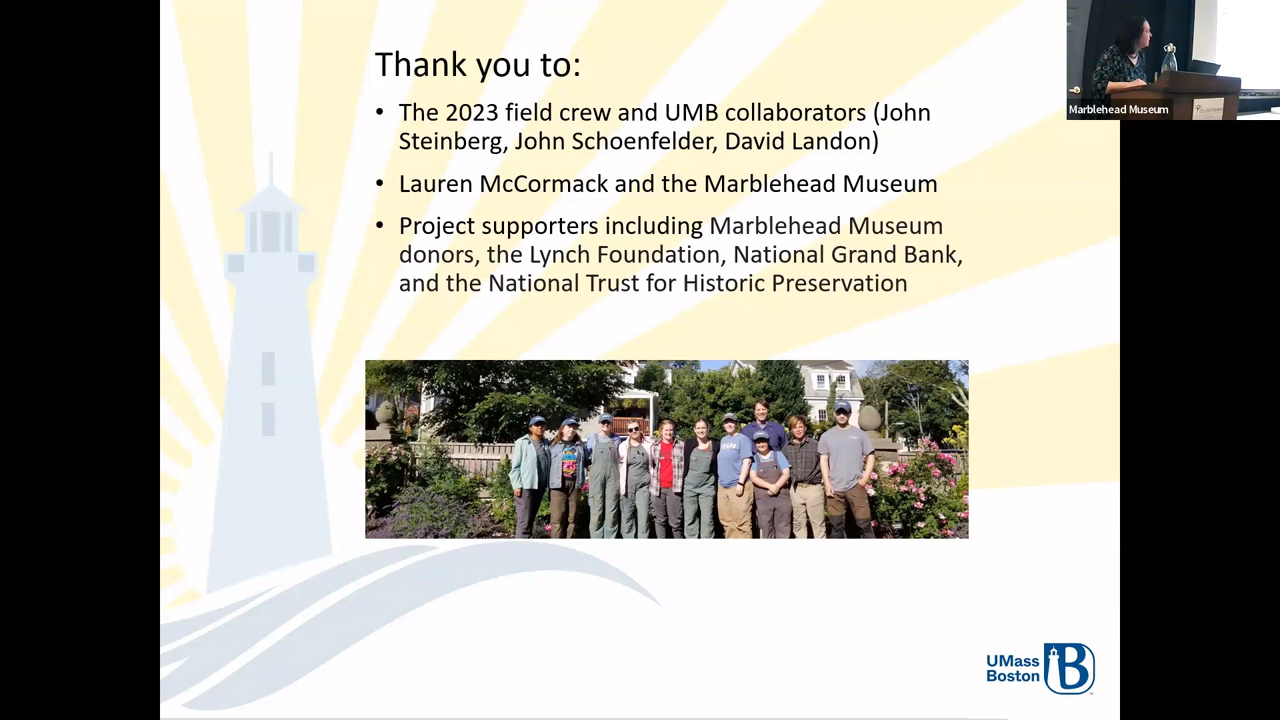 Thank you to:
• The 2023 field crew and UMB collaborators (John
Steinberg, John Schoenfelder, David Landon)
• Lauren McCormack and the Marblehead Museum
• Project supporters including Marblehead Museum
donors, the Lynch Foundation, National Grand Bank,
and the National Trust for Historic Preservation
Marblehead Museum
UMass
Boston
B